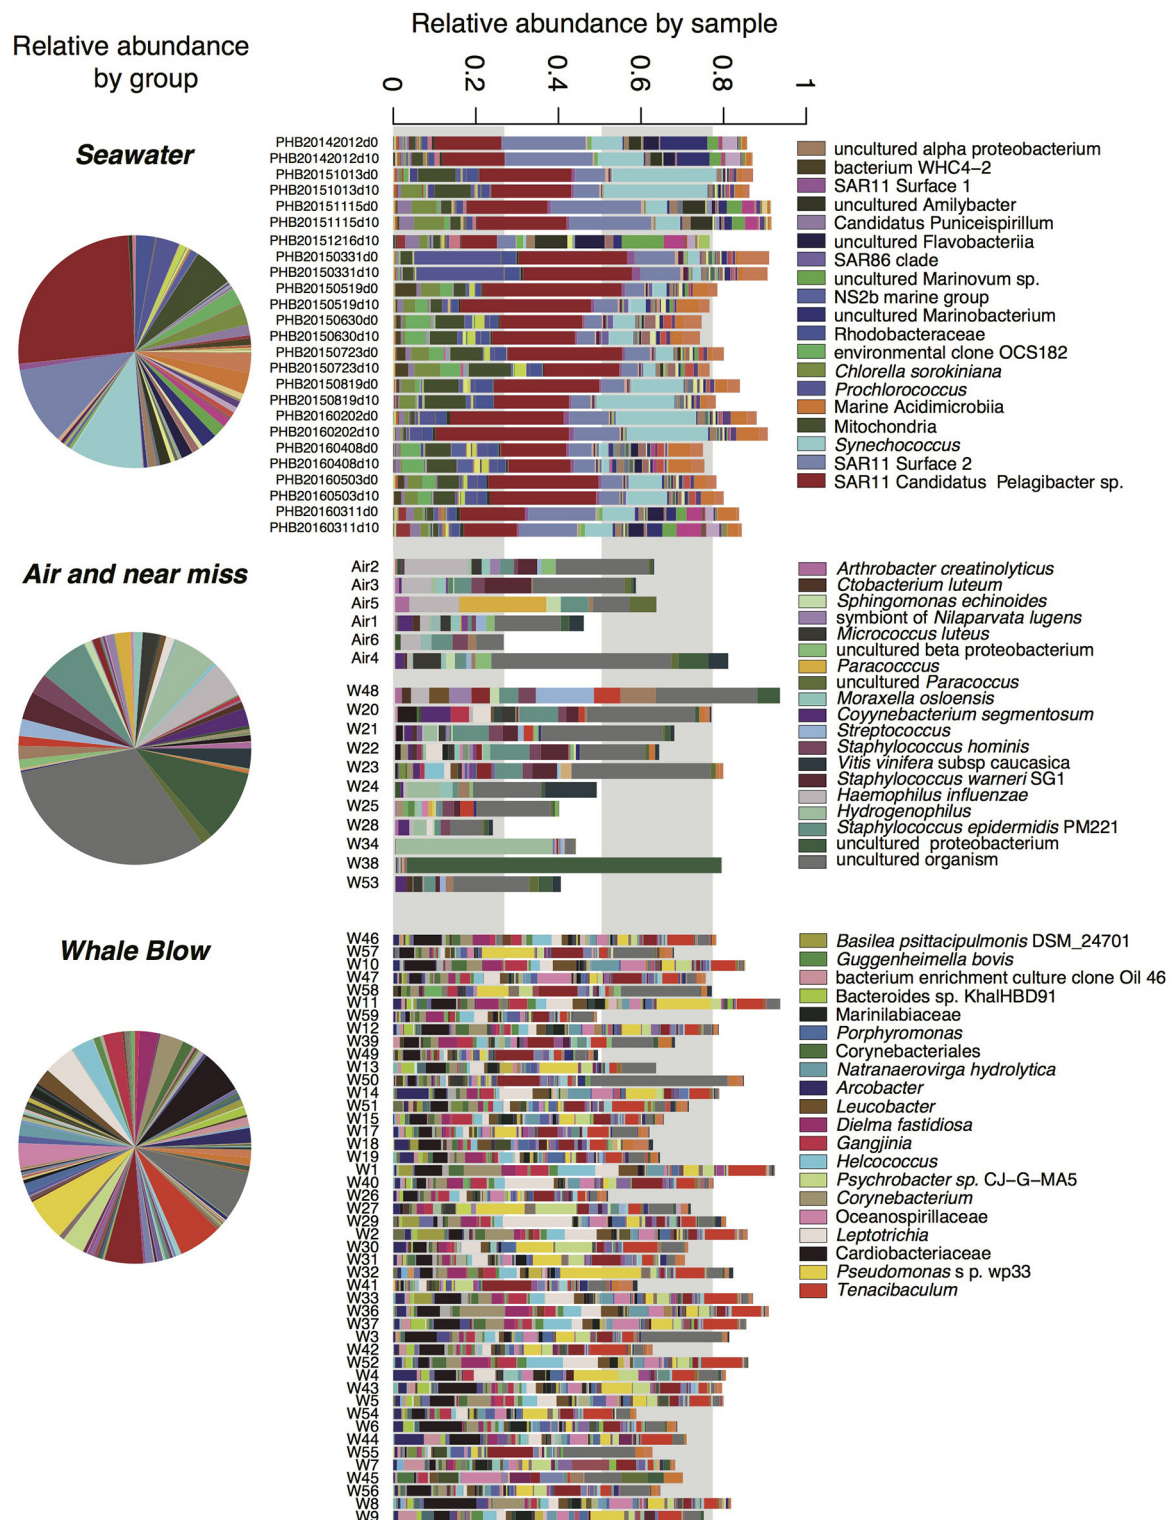 Relative abundance by sample
Relative abundance
by group
0
0.2
0.4
0.6
0.8
1
Seawater
PHB20142012d0
PHB20142012d10
PHB20151013d0
PHB20151013d10
PHB20151115d0
PHB20151115d10
PHB20151216d10
PHB20150331d0
PHB20150331d10
PHB20150519d0
PHB20150519d10
PHB20150630d0
PHB20150630d10
PHB20150723d0
PHB20150723d10
PHB20150819d0
PHB20150819d10
PHB20160202d0
PHB20160202d10
PHB20160408d0
PHB20160408d10
PHB20160503d0
PHB20160503d10
PHB20160311d0
PHB20160311d10
uncultured alpha proteobacterium
bacterium WHC4−2
SAR11 Surface 1
uncultured Amilybacter
Candidatus Puniceispirillum
uncultured Flavobacteriia
SAR86 clade
uncultured Marinovum sp.
NS2b marine group
uncultured Marinobacterium
Rhodobacteraceae
environmental clone OCS182
Chlorella sorokiniana
Prochlorococcus
Marine Acidimicrobiia
Mitochondria
Synechococcus
SAR11 Surface 2
SAR11 Candidatus Pelagibacter sp.
Air and near miss
Air2
Air3
Air5
Air1
Air6
Air4
W48
W20
W21
W22
W23
W24
W25
W28
W34
W38
W53
Arthrobacter creatinolyticus
Ctobacterium luteum
Sphingomonas echinoides
symbiont of Nilaparvata lugens
Micrococcus luteus
uncultured beta proteobacterium
Paracocccus
uncultured Paracoccus
Moraxella osloensis
Coyynebacterium segmentosum
Streptococcus
Staphylococcus hominis
Vitis vinifera subsp caucasica
Staphylococcus warneri SG1
Haemophilus influenzae
Hydrogenophilus
Staphylococcus epidermidis PM221
uncultured proteobacterium
uncultured organism
Whale Blow
W46
W57
W10
W47
W58
W11
W59
W12
W39
W49
W13
W50
W14
W51
W15
W17
W18
W19
W1
W40
W26
W27
W29
W2
W30
W31
W32
W41
W33
W36
W37
W3
W42
W52
W4
W43
W5
W54
W6
W44
W55
W7
W45
W56
W8
W9
Basilea psittacipulmonis DSM_24701
Guggenheimella bovis
bacterium enrichment culture clone Oil 46
Bacteroides sp. KhalHBD91
Marinilabiaceae
Porphyromonas
Corynebacteriales
Natranaerovirga hydrolytica
Arcobacter
Leucobacter
Dielma fastidiosa
Gangjinia
Helcococcus
Psychrobacter sp. CJ−G−MA5
Corynebacterium
Oceanospirillaceae
Leptotrichia
Cardiobacteriaceae
Pseudomonas s p. wp33
Tenacibaculum